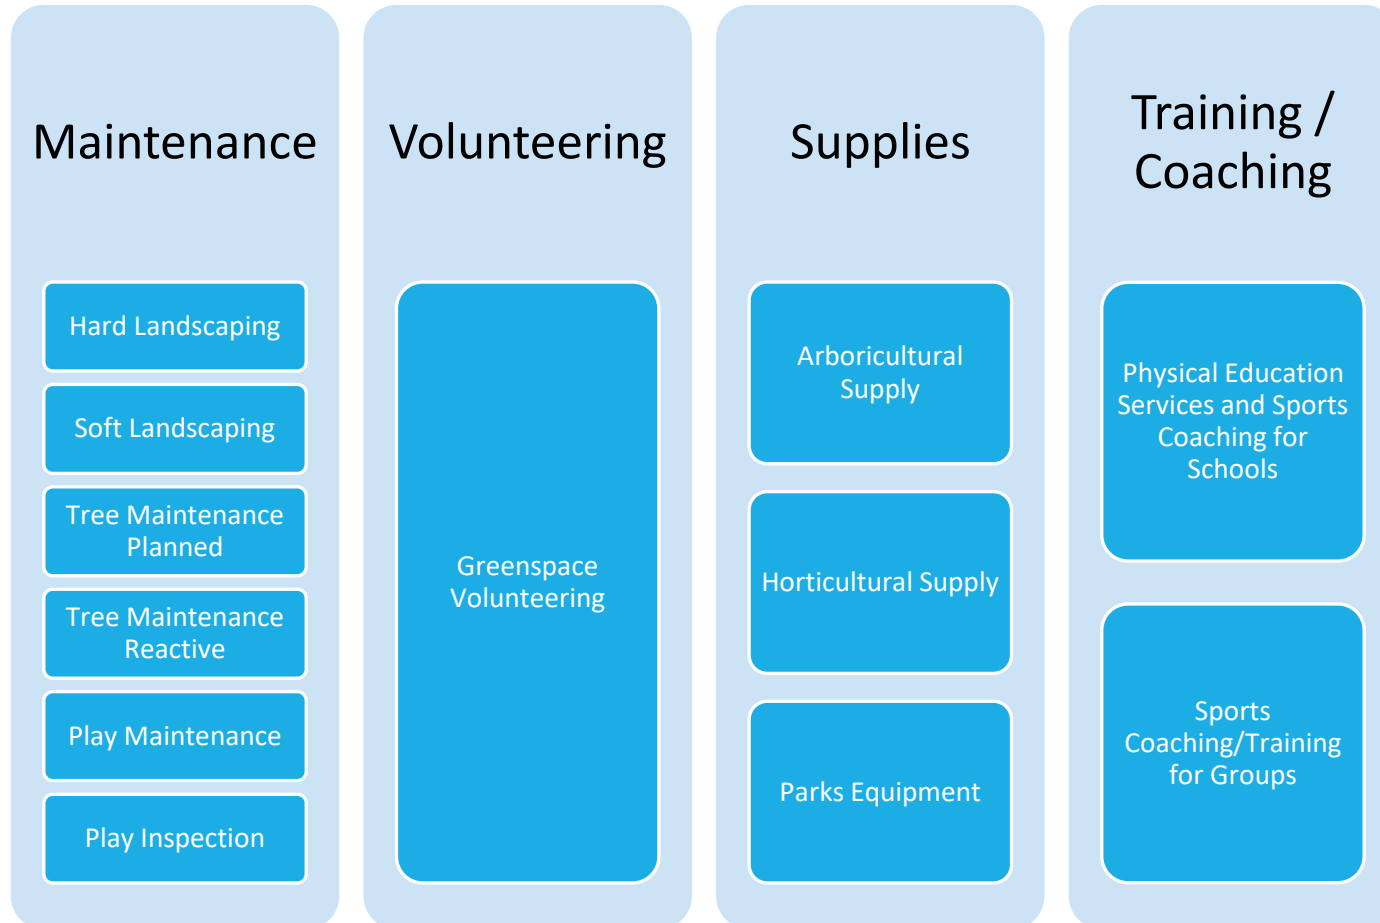 Maintenance
Hard Landscaping
Soft Landscaping
Tree Maintenance
Planned
Tree Maintenance
Reactive
Play Maintenance
Play Inspection
Volunteering
Greenspace
Volunteering
Supplies
Arboricultural
Supply
Horticultural Supply
Parks Equipment
Training /
Coaching
Physical Education
Services and Sports
Coaching for
Schools
Sports
Coaching/Training
for Groups